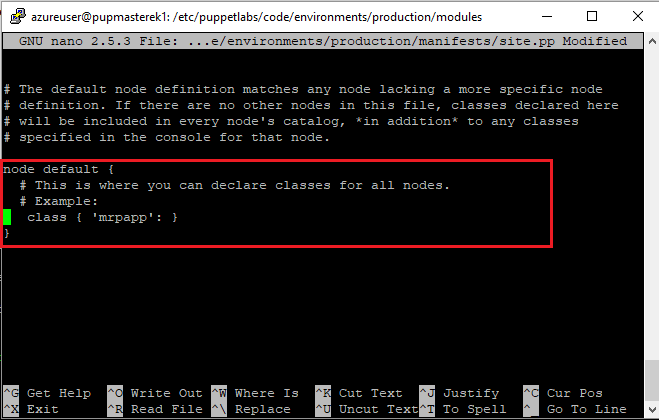 azureuser@pupmasterek1: /etc/puppetlabs/code/environments/production/modules
GNU nano 2.5.3 File: ...e/environments/production/manifests/site.pp Modified
# The default node definition matches any node lacking a more specific node
# definition. If there are no other nodes in this file, classes declared here
# will be included in every node's catalog, *in addition* to any classes
# specified in the console for that node.
node default {
# This is where you can declare classes for all nodes.
# Example:
class { 'mrpapp': }
}
^G Get Help ^O Write Out ^W Where Is ^K Cut Text ^J Justify ^C Cur Pos
^X Exit ^R Read File ^\ Replace ^U Uncut Text ^T To Spell ^_ Go To Line